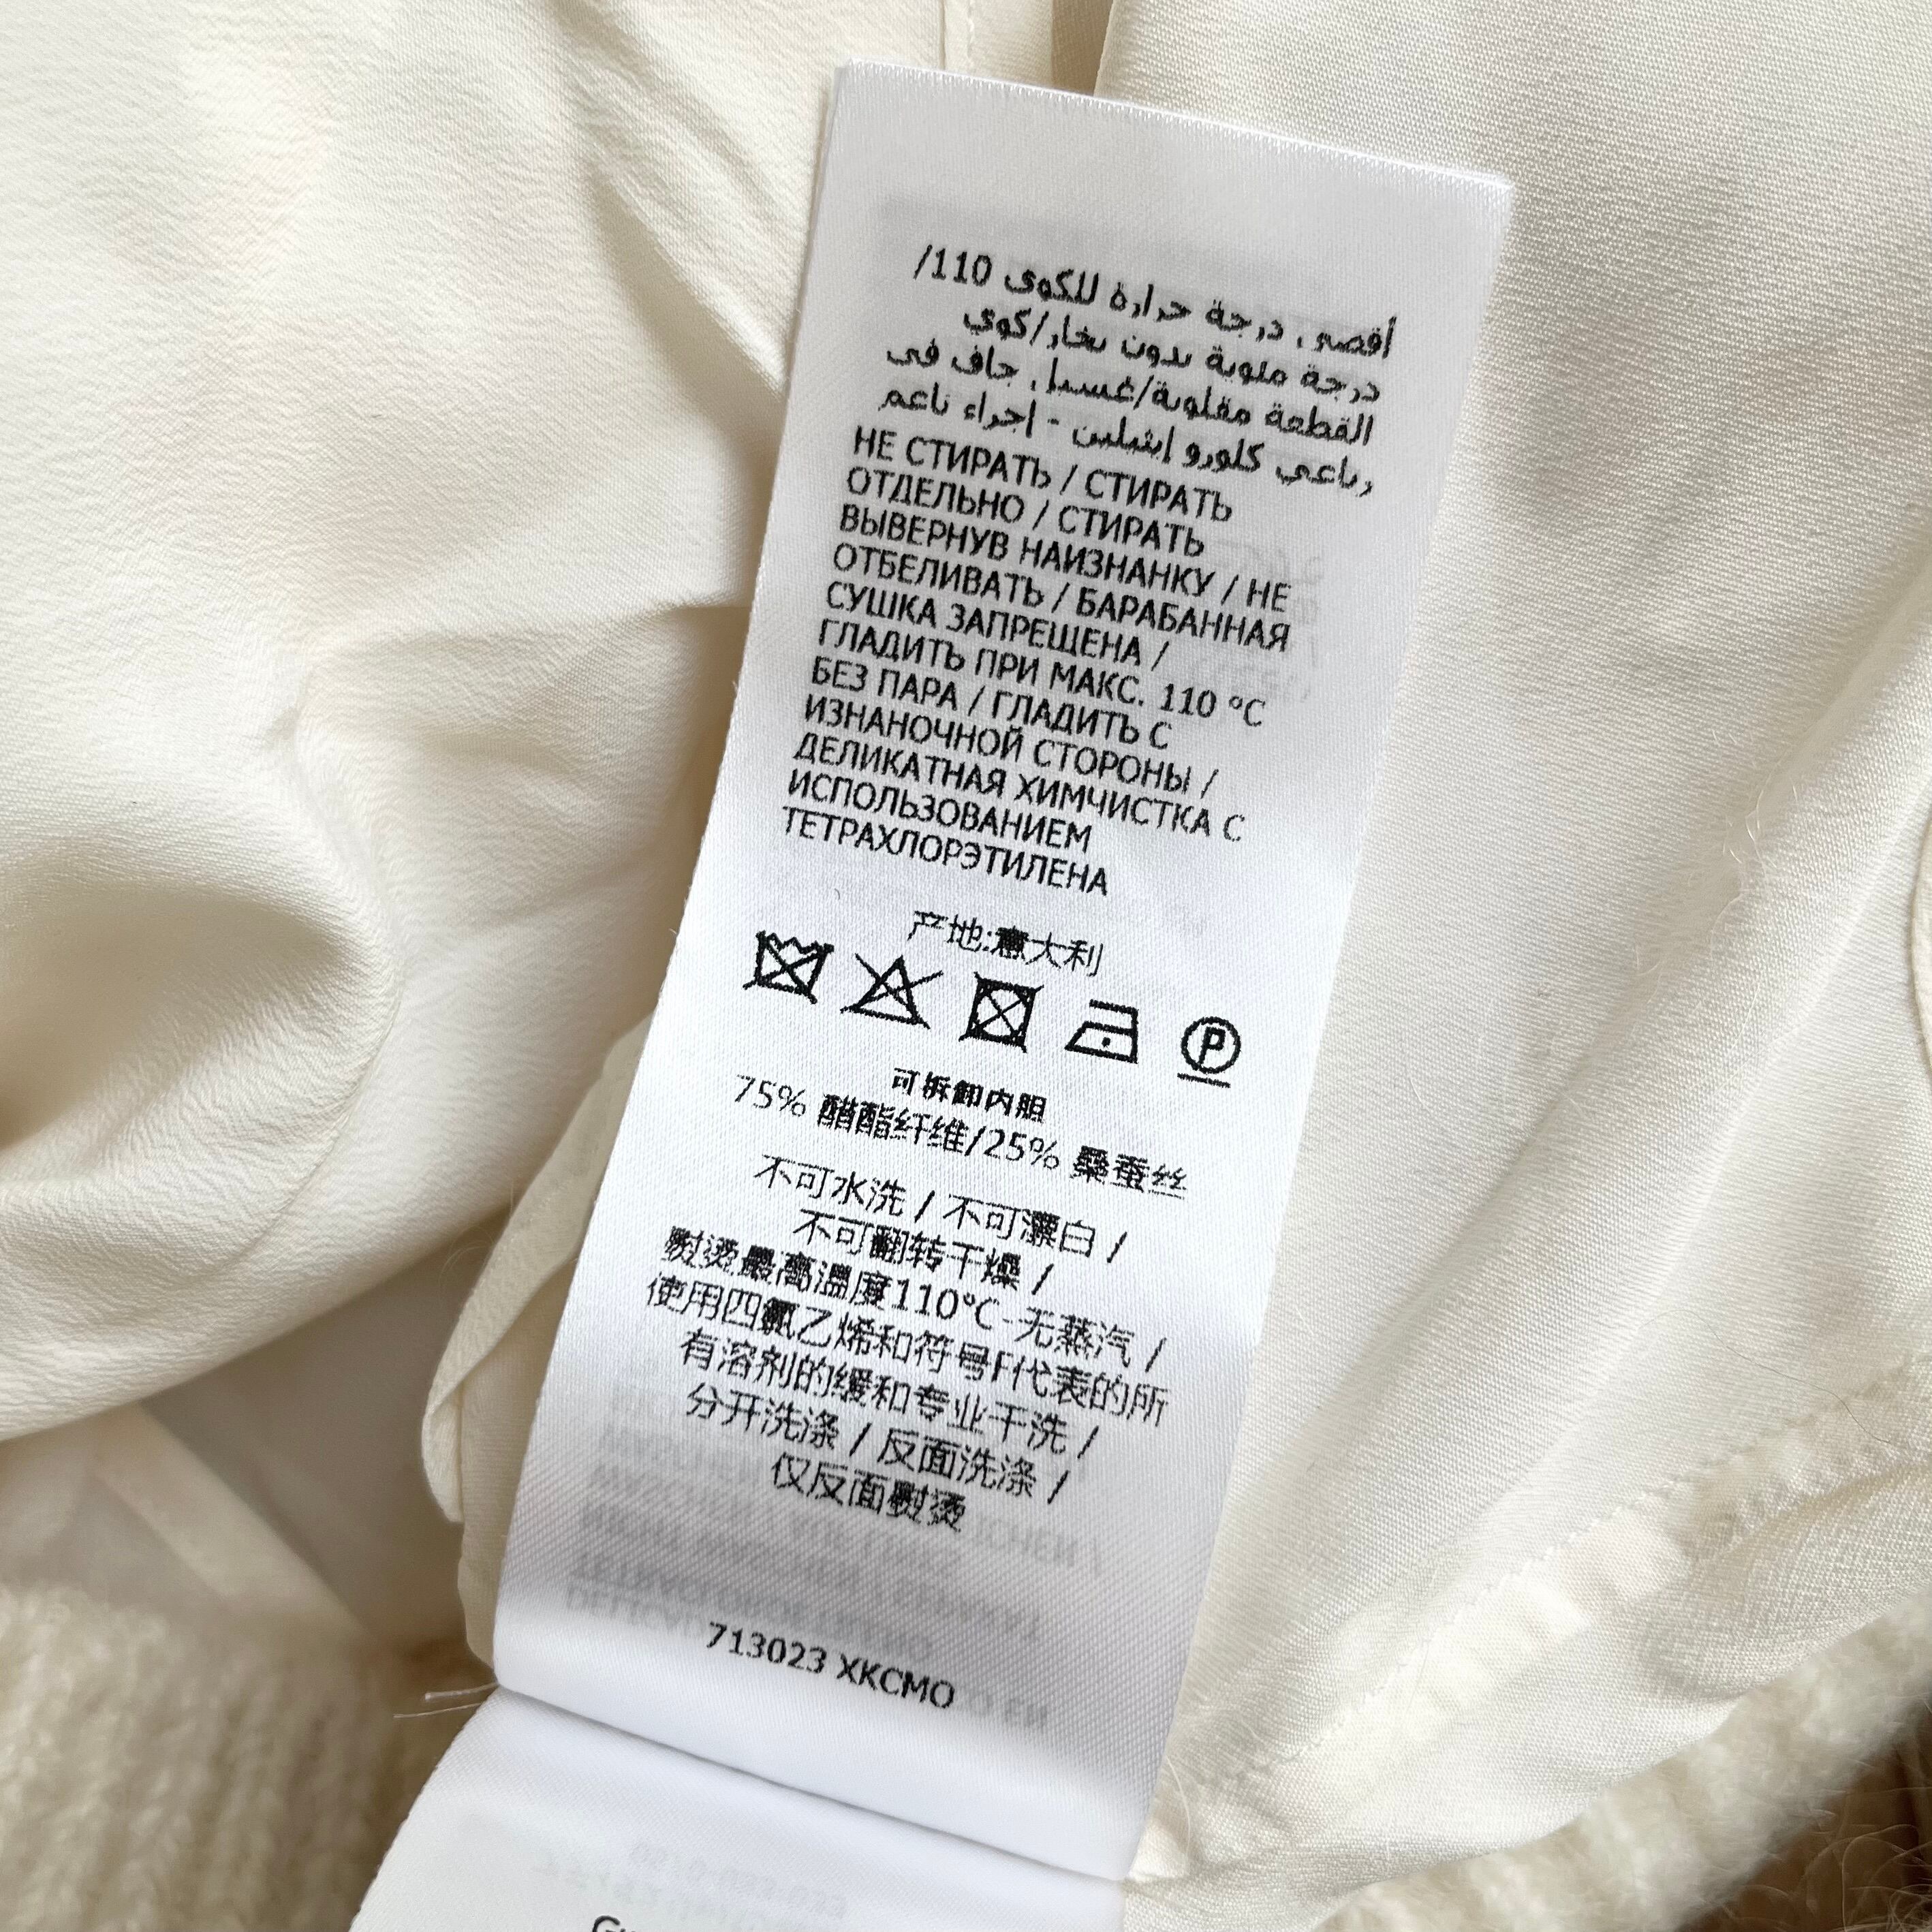 أقصى درجة حرارة للكوى 110/
درجة مئوية بدون بخار/كوي
القطعة مقلوبة/غسيل جاف في
رباعي كلورو إيثيلين - إجراء ناعم
НЕ СТИРАТЬ / СТИРАТЬ
ОТДЕЛЬНО / СТИРАТЬ
ВЫВЕРНУВ НАИЗНАНКУ / НЕ
ОТБЕЛИВАТЬ / БАРАБАННАЯ
СУШКА ЗАПРЕЩЕНА /
ГЛАДИТЬ ПРИ МАКС. 110 °C
БЕЗ ПАРА / ГЛАДИТЬ С
ИЗНАНОЧНОЙ СТОРОНЫ /
ДЕЛИКАТНАЯ ХИМЧИСТКА С
ИСПОЛЬЗОВАНИЕМ
ТЕТРАХЛОРЭТИЛЕНА
产地:意大利
P
可拆卸内胆
75% 醋酯纤维/25% 桑蚕丝
不可水洗 / 不可漂白 /
不可翻转干燥 /
熨烫最高温度110°C-无蒸汽 /
使用四氯乙烯和符号F代表的所
有溶剂的缓和专业干洗 /
分开洗涤 / 反面洗涤 /
仅反面熨烫
713023 XKCMO